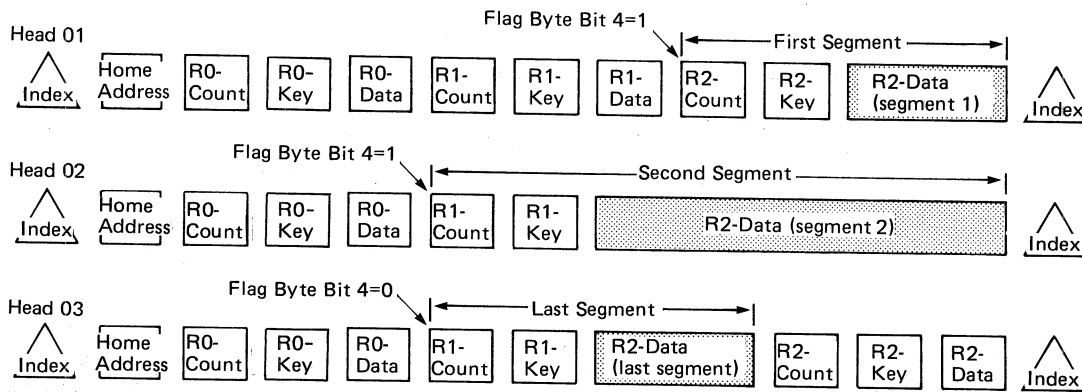 Flag Byte Bit 4=1
Head 01
First Segment
Index
Home Address
R0-Count
R0-Key
R0-Data
R1-Count
R1-Key
R1-Data
R2-Count
R2-Key
R2-Data (segment 1)
Index
Flag Byte Bit 4=1
Head 02
Second Segment
Index
Home Address
R0-Count
R0-Key
R0-Data
R1-Count
R1-Key
R2-Data (segment 2)
Index
Flag Byte Bit 4=0
Head 03
Last Segment
Index
Home Address
R0-Count
R0-Key
R0-Data
R1-Count
R1-Key
R2-Data (last segment)
R2-Count
R2-Key
R2-Data
Index